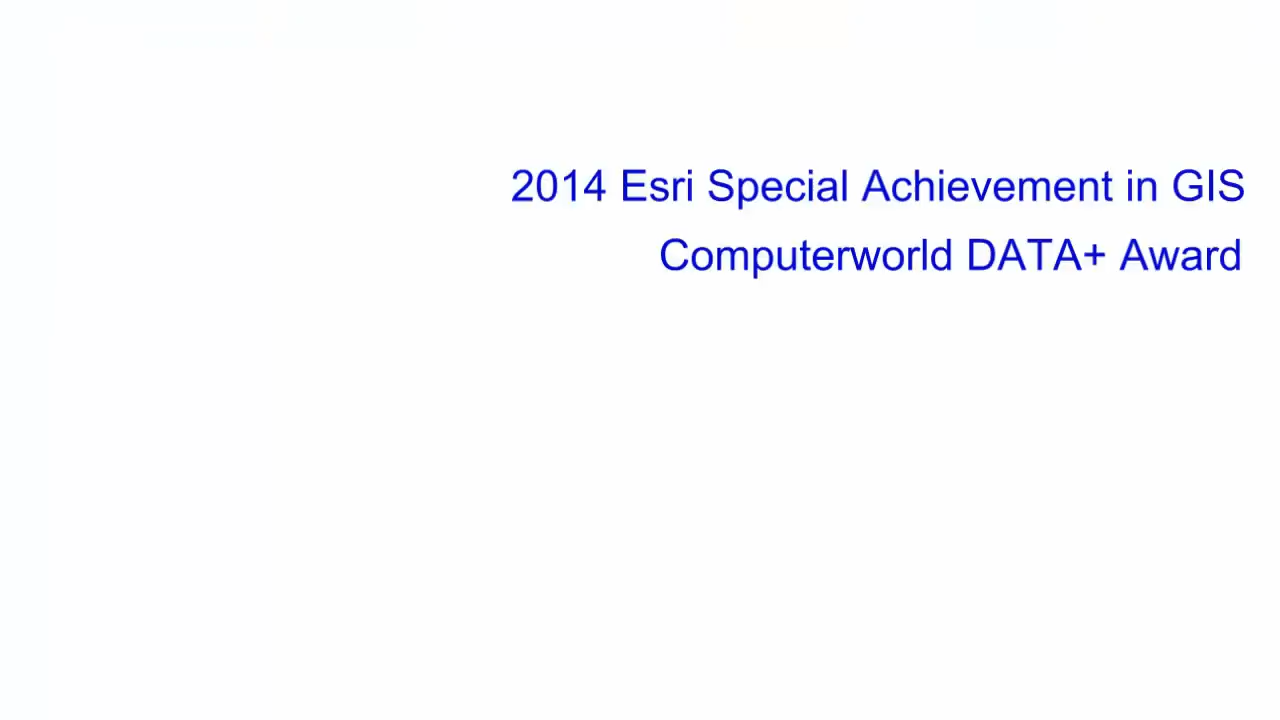 2014 Esri Special Achievement in GIS
Computerworld DATA+ Award